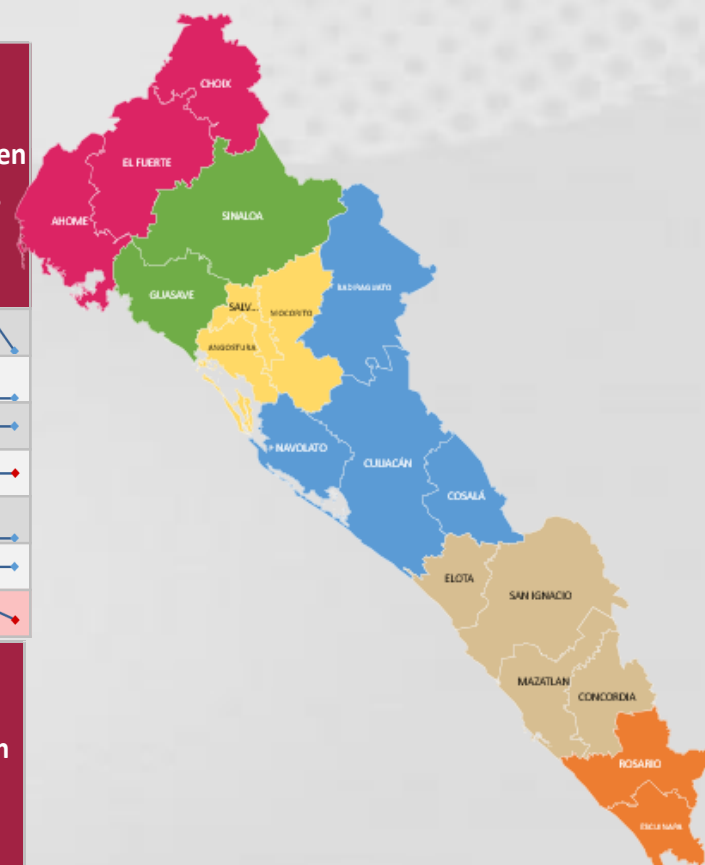 CHOIX
en
EL FUERTE
AHOME
SINALOA
BADIRAGUATO
GUASAVE
SALV...
MOCORITO
ANGOSTURA
NAVOLATO
CULIACÁN
COSALÁ
ELOTA
SAN IGNACIO
MAZATLAN
CONCORDIA
n
ROSARIO
ESCUINAPA